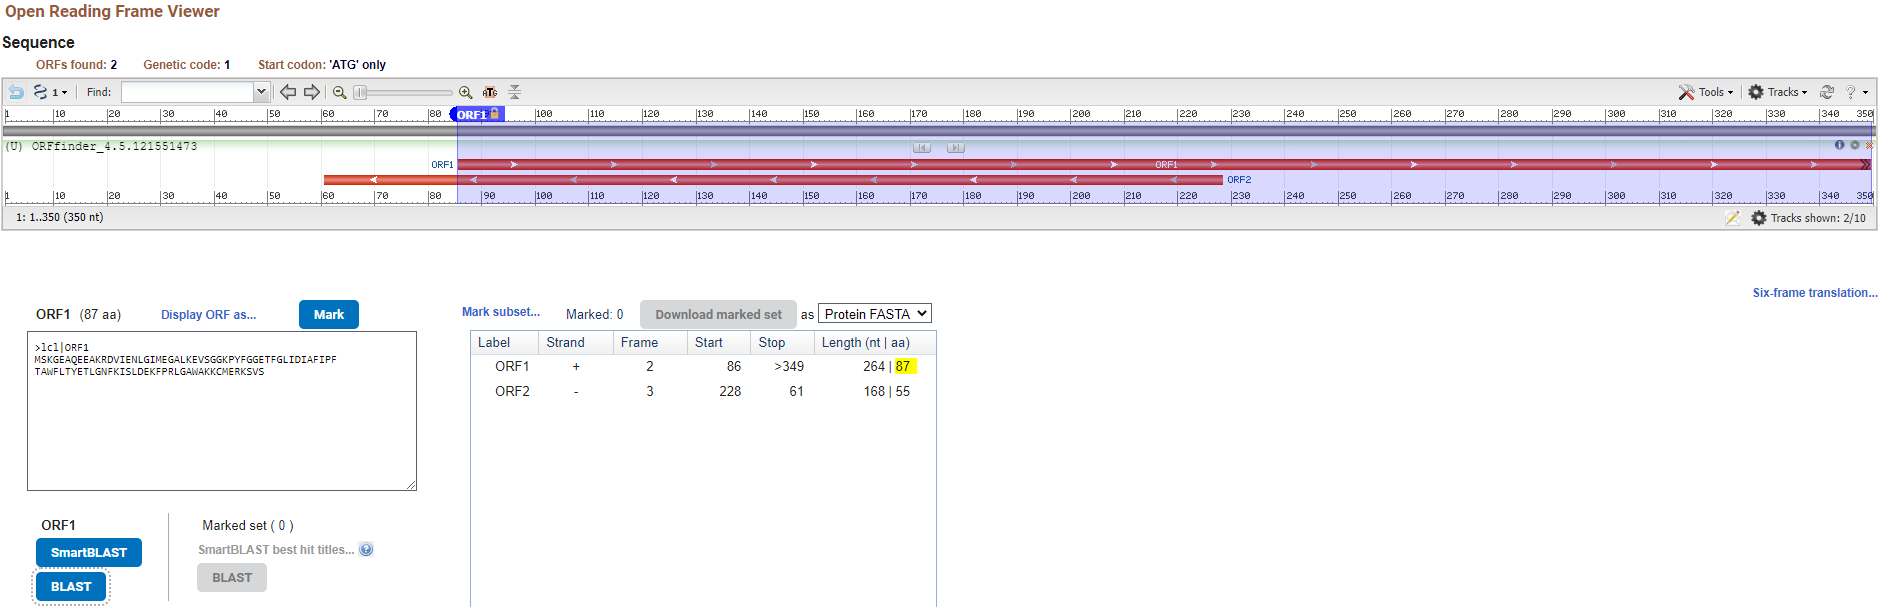 Open Reading Frame Viewer
Sequence
ORFs found: 2 Genetic code: 1 Start codon: 'ATG' only
1 Find: Tools Tracks ?
1 10 20 30 40 50 60 70 80 ORF1 100 110 120 130 140 150 160 170 180 190 200 210 220 230 240 250 260 270 280 290 300 310 320 330 340 350
(U) ORFfinder_4.5.121551473
ORF1 ORF1
ORF2
1 10 20 30 40 50 60 70 80 90 100 110 120 130 140 150 160 170 180 190 200 210 220 230 240 250 260 270 280 290 300 310 320 330 340 350
1: 1..350 (350 nt) Tracks shown: 2/10
Six-frame translation...
ORF1 (87 aa) Display ORF as... Mark
>lcl|ORF1
MSKGEAQEEAKRDVIENLGIMEGALKEVSGGKPYFGGETFGLIDIAFIPF
TAWFLTYETLGNFKISLDEKFPRLGAWAKKCMERKSVS
Mark subset... Marked: 0 Download marked set as Protein FASTA
Label Strand Frame Start Stop Length (nt | aa)
ORF1 + 2 86 >349 264 | 87
ORF2 - 3 228 61 168 | 55
ORF1
SmartBLAST
BLAST
Marked set ( 0 )
SmartBLAST best hit titles... ?
BLAST